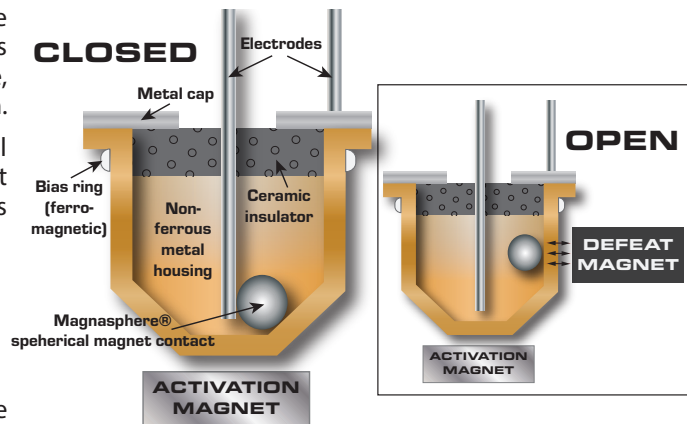 e
s
e,
.
l
t
s
e
CLOSED
Electrodes
Metal cap
Bias ring
(ferro-
magnetic)
Non-
ferrous
metal
housing
Ceramic
insulator
Magnasphere®
speherical magnet contact
ACTIVATION
MAGNET
OPEN
DEFEAT
MAGNET
ACTIVATION
MAGNET